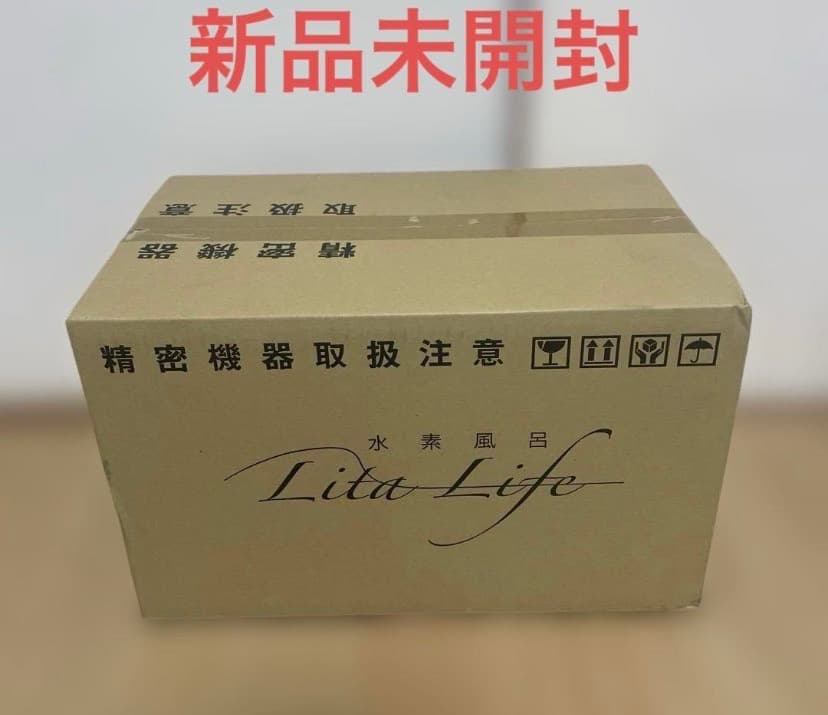 新品未開封
取扱注意
精密機器
精密機器取扱注意
水素風呂
Lita Life